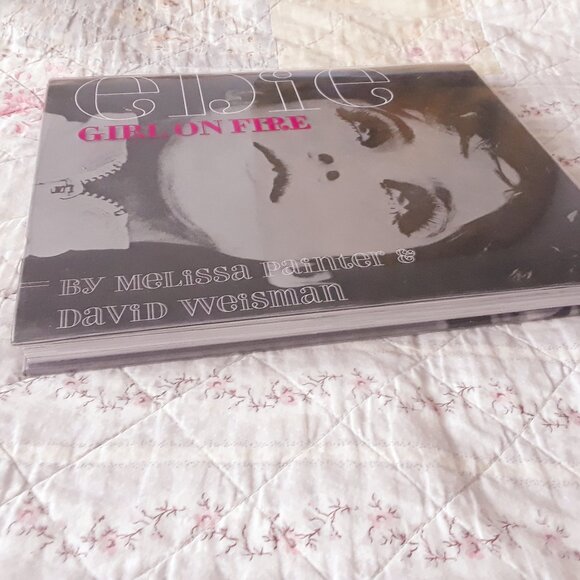 EDIE
GIRL ON FIRE
BY MELISSA PAINTER &
DAVID WEISMAN